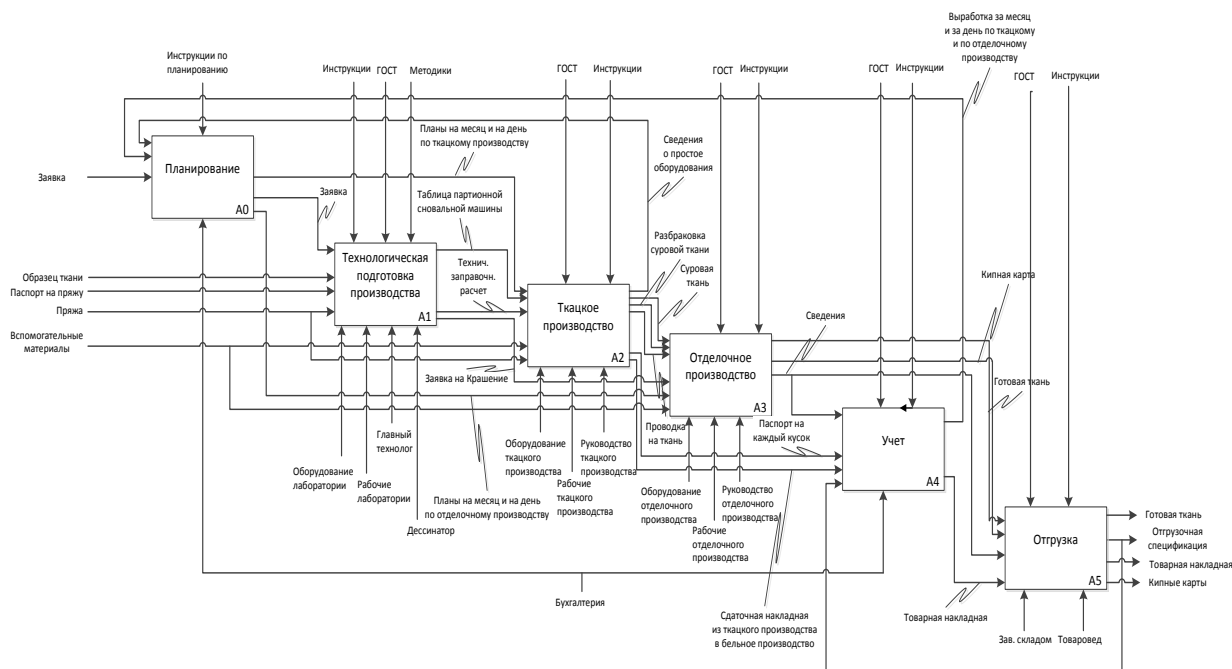 Выработка за месяц
и за день по ткацкому
и по отделочному
производству
Инструкции по
планированию
Инструкции
ГОСТ
Методики
ГОСТ
Инструкции
ГОСТ
Инструкции
ГОСТ
Инструкции
ГОСТ
Инструкции
Планы на месяц и на день
по ткацкому производству
Сведения
о простое
оборудования
Заявка
Планирование
A0
Заявка
Таблица партионной
сновальной машины
Разбраковка
суровой ткани
Суровая
ткань
Кипная карта
Технологическая
подготовка
производства
A1
Технич.
заправочн.
расчет
Образец ткани
Паспорт на пряжу
Пряжа
Вспомогательные
материалы
Ткацкое
производство
A2
Сведения
Отделочное
производство
A3
Заявка на Крашение
Готовая ткань
Главный
технолог
Оборудование
лаборатории
Рабочие
лаборатории
Дессинатор
Планы на месяц и на день
по отделочному производству
Оборудование
ткацкого
производства
Рабочие
ткацкого
производства
Руководство
ткацкого
производства
Проводка
на ткань
Паспорт на
каждый кусок
Учет
A4
Оборудование
отделочного
производства
Рабочие
отделочного
производства
Руководство
отделочного
производства
Отгрузка
A5
Готовая ткань
Отгрузочная
спецификация
Товарная накладная
Кипные карты
Бухгалтерия
Сдаточная накладная
из ткацкого производства
в бельное производство
Товарная накладная
Зав. складом
Товаровед